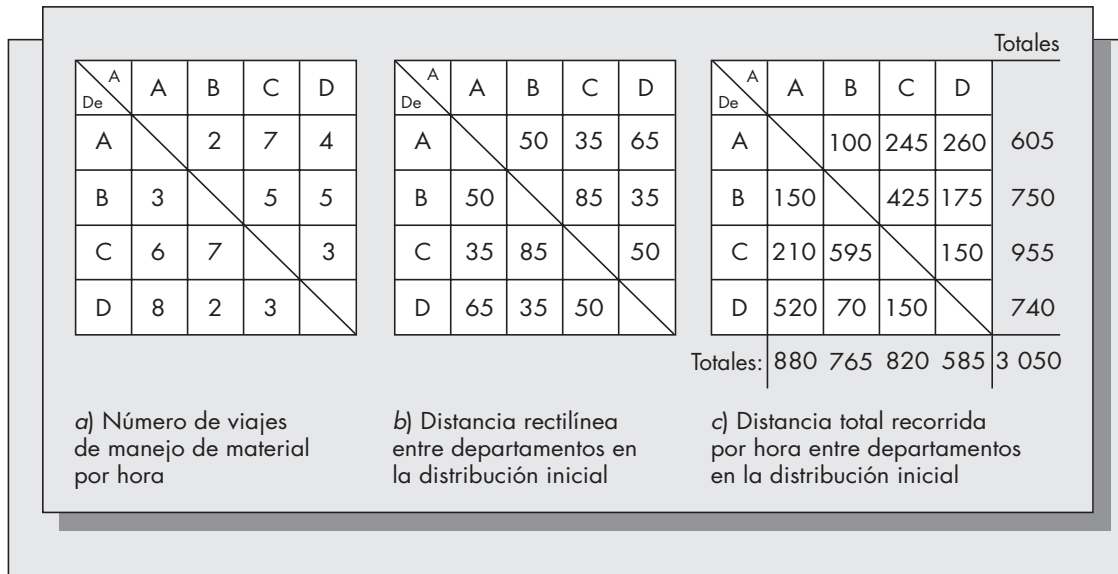 Totales
A
De
A B C D
A 2 7 4
B 3 5 5
C 6 7 3
D 8 2 3
a) Número de viajes
de manejo de material
por hora
A
De
A B C D
A 50 35 65
B 50 85 35
C 35 85 50
D 65 35 50
b) Distancia rectilínea
entre departamentos en
la distribución inicial
A
De
A B C D
A 100 245 260 605
B 150 425 175 750
C 210 595 150 955
D 520 70 150 740
Totales: 880 765 820 585 3 050
c) Distancia total recorrida
por hora entre departamentos
en la distribución inicial